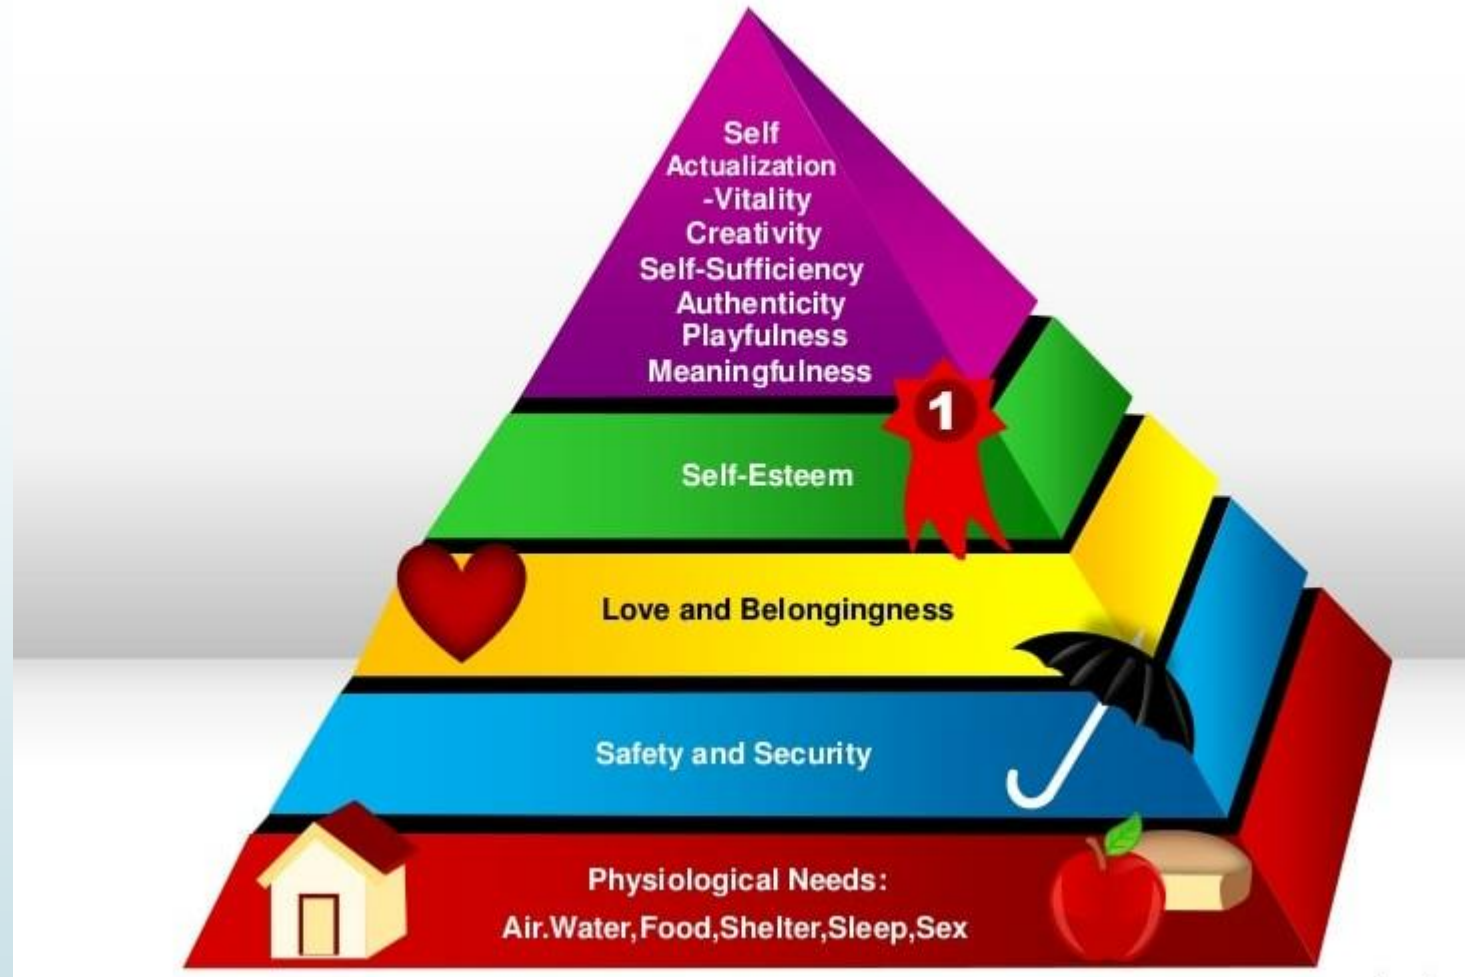 Self
Actualization
-Vitality
Creativity
Self-Sufficiency
Authenticity
Playfulness
Meaningfulness
1
Self-Esteem
Love and Belongingness
Safety and Security
Physiological Needs:
Air.Water,Food,Shelter,Sleep,Sex